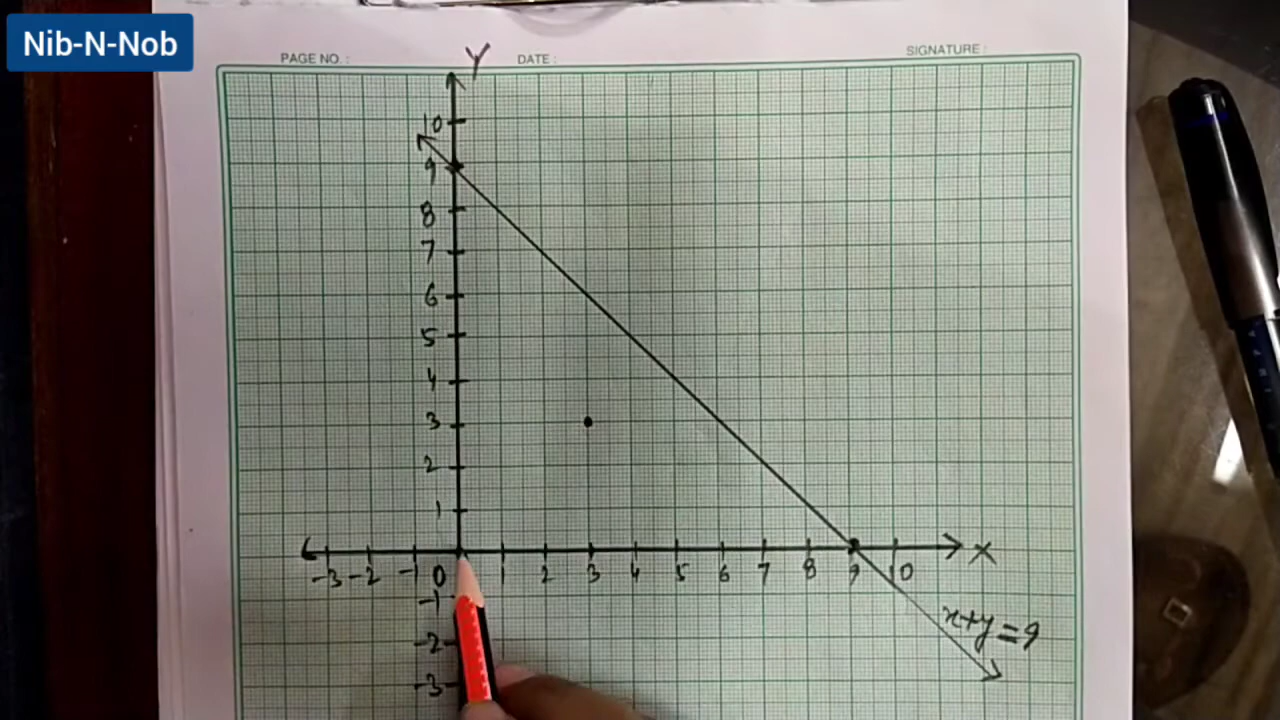 Nib-N-Nob
PAGE NO. : DATE : SIGNATURE :
Y
10
9
8
7
6
5
4
3
2
1
X
-3 -2 -1 0 1 2 3 4 5 6 7 8 9 10
-1
x+y=9
-2
-3